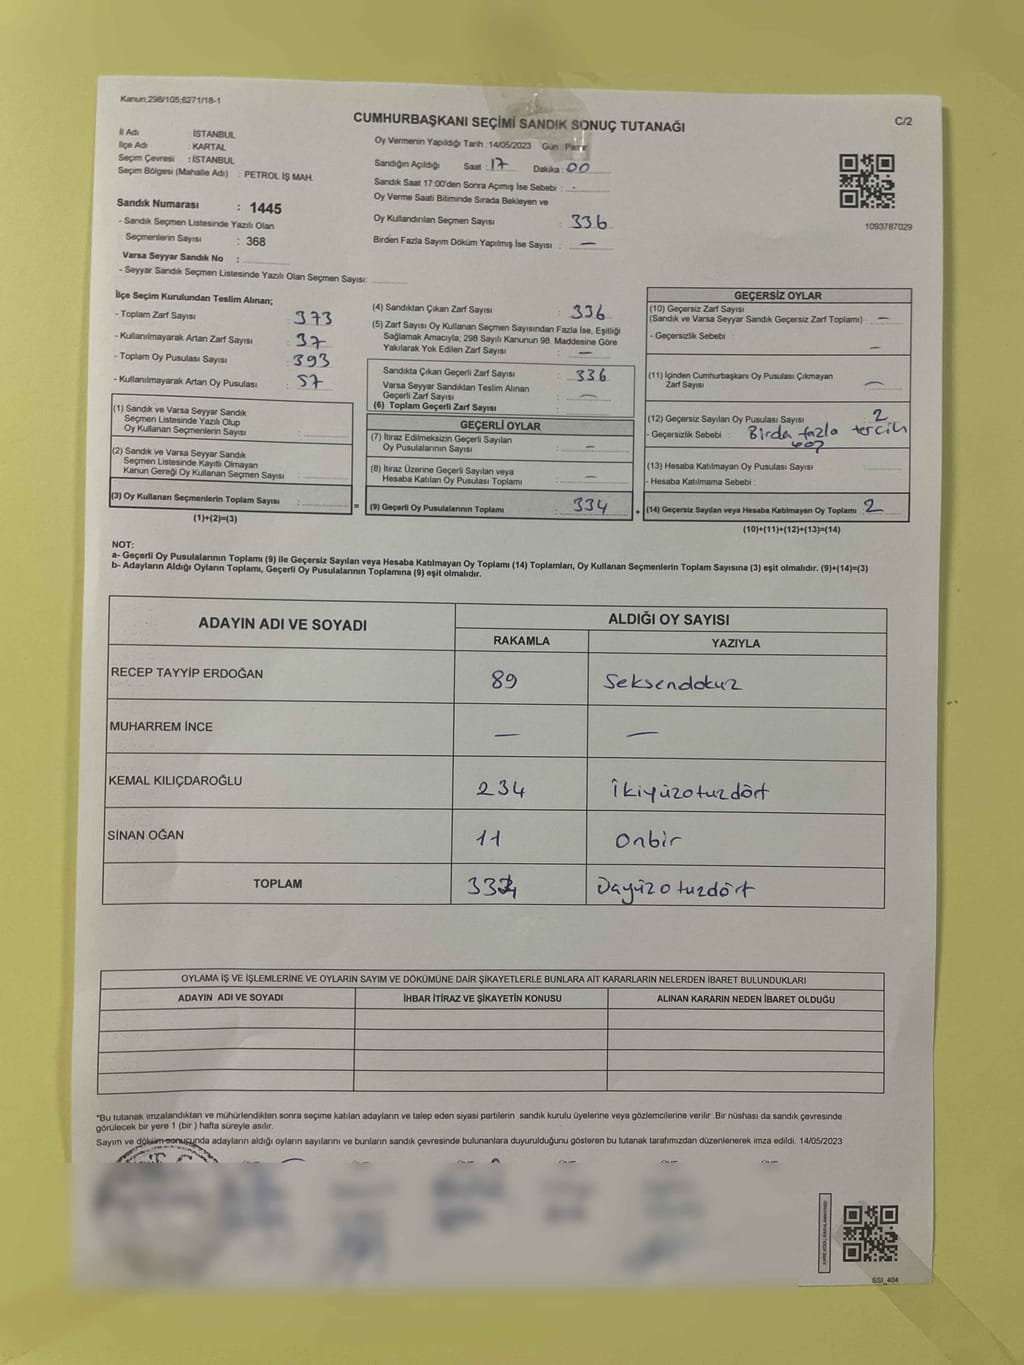 Kanun;298/105;6271/18-1
CUMHURBAŞKANI SEÇİMİ SANDIK SONUÇ TUTANAĞI
C/2
İl Adı : İSTANBUL
İlçe Adı : KARTAL
Seçim Çevresi : İSTANBUL
Seçim Bölgesi (Mahalle Adı) : PETROL İŞ MAH.
Sandık Numarası : 1445
- Sandık Seçmen Listesinde Yazılı Olan
Seçmenlerin Sayısı : 368
Varsa Seyyar Sandık No :
- Seyyar Sandık Seçmen Listesinde Yazılı Olan Seçmen Sayısı:
Oy Vermenin Yapıldığı Tarih :14/05/2023 Gün : Pazar
Sandığın Açıldığı Saat : 17 Dakika : 00
Sandık Saat 17:00'den Sonra Açılmış İse Sebebi :
Oy Verme Saati Bitiminde Sırada Bekleyen ve
Oy Kullandırılan Seçmen Sayısı 336
Birden Fazla Sayım Döküm Yapılmış İse Sayısı : —
1093787029
İlçe Seçim Kurulundan Teslim Alınan;
- Toplam Zarf Sayısı : 373
- Kullanılmayarak Artan Zarf Sayısı : 37
- Toplam Oy Pusulası Sayısı : 393
- Kullanılmayarak Artan Oy Pusulası : 57
(1) Sandık ve Varsa Seyyar Sandık
Seçmen Listesinde Yazılı Olup
Oy Kullanan Seçmenlerin Sayısı :
(2) Sandık ve Varsa Seyyar Sandık
Seçmen Listesinde Kayıtlı Olmayan
Kanun Gereği Oy Kullanan Seçmen Sayısı :
(3) Oy Kullanan Seçmenlerin Toplam Sayısı :
(1)+(2)=(3)
=
(4) Sandıktan Çıkan Zarf Sayısı : 336
(5) Zarf Sayısı Oy Kullanan Seçmen Sayısından Fazla İse, Eşitliği
Sağlamak Amacıyla; 298 Sayılı Kanunun 98. Maddesine Göre
Yakılarak Yok Edilen Zarf Sayısı : —
Sandıkta Çıkan Geçerli Zarf Sayısı : 336
Varsa Seyyar Sandıktan Teslim Alınan
Geçerli Zarf Sayısı : —
(6) Toplam Geçerli Zarf Sayısı :
GEÇERLİ OYLAR
(7) İtiraz Edilmeksizin Geçerli Sayılan
Oy Pusulalarının Sayısı : —
(8) İtiraz Üzerine Geçerli Sayılan veya
Hesaba Katılan Oy Pusulası Toplamı : —
(9) Geçerli Oy Pusulalarının Toplamı : 334
+
GEÇERSİZ OYLAR
(10) Geçersiz Zarf Sayısı
(Sandık ve Varsa Seyyar Sandık Geçersiz Zarf Toplamı) : —
- Geçersizlik Sebebi :
—
(11) İçinden Cumhurbaşkanı Oy Pusulası Çıkmayan
Zarf Sayısı : —
(12) Geçersiz Sayılan Oy Pusulası Sayısı : 2
- Geçersizlik Sebebi : Birda fazla tercih
(13) Hesaba Katılmayan Oy Pusulası Sayısı :
- Hesaba Katılmama Sebebi :
(14) Geçersiz Sayılan veya Hesaba Katılmayan Oy Toplamı : 2
(10)+(11)+(12)+(13)=(14)
NOT:
a- Geçerli Oy Pusulalarının Toplamı (9) ile Geçersiz Sayılan veya Hesaba Katılmayan Oy Toplamı (14) Toplamları, Oy Kullanan Seçmenlerin Toplam Sayısına (3) eşit olmalıdır. (9)+(14)=(3)
b- Adayların Aldığı Oyların Toplamı, Geçerli Oy Pusulalarının Toplamına (9) eşit olmalıdır.
ADAYIN ADI VE SOYADI
ALDIĞI OY SAYISI
RAKAMLA YAZIYLA
RECEP TAYYİP ERDOĞAN 89 Seksendokuz
MUHARREM İNCE — —
KEMAL KILIÇDAROĞLU 234 İkiyüzotuzdört
SİNAN OĞAN 11 Onbir
TOPLAM 334 Üçyüzotuzdört
OYLAMA İŞ VE İŞLEMLERİNE VE OYLARIN SAYIM VE DÖKÜMÜNE DAİR ŞİKAYETLERLE BUNLARA AİT KARARLARIN NELERDEN İBARET BULUNDUKLARI
ADAYIN ADI VE SOYADI İHBAR İTİRAZ VE ŞİKAYETİN KONUSU ALINAN KARARIN NEDEN İBARET OLDUĞU
*Bu tutanak imzalandıktan ve mühürlendikten sonra seçime katılan adayların ve talep eden siyasi partilerin sandık kurulu üyelerine veya gözlemcilerine verilir .Bir nüshası da sandık çevresinde
görülecek bir yere 1 (bir ) hafta süreyle asılır.
Sayım ve döküm sonucunda adayların aldığı oyların sayılarını ve bunların sandık çevresinde bulunanlara duyurulduğunu gösteren bu tutanak tarafımızdan düzenlenerek imza edildi. 14/05/2023
SSI_404